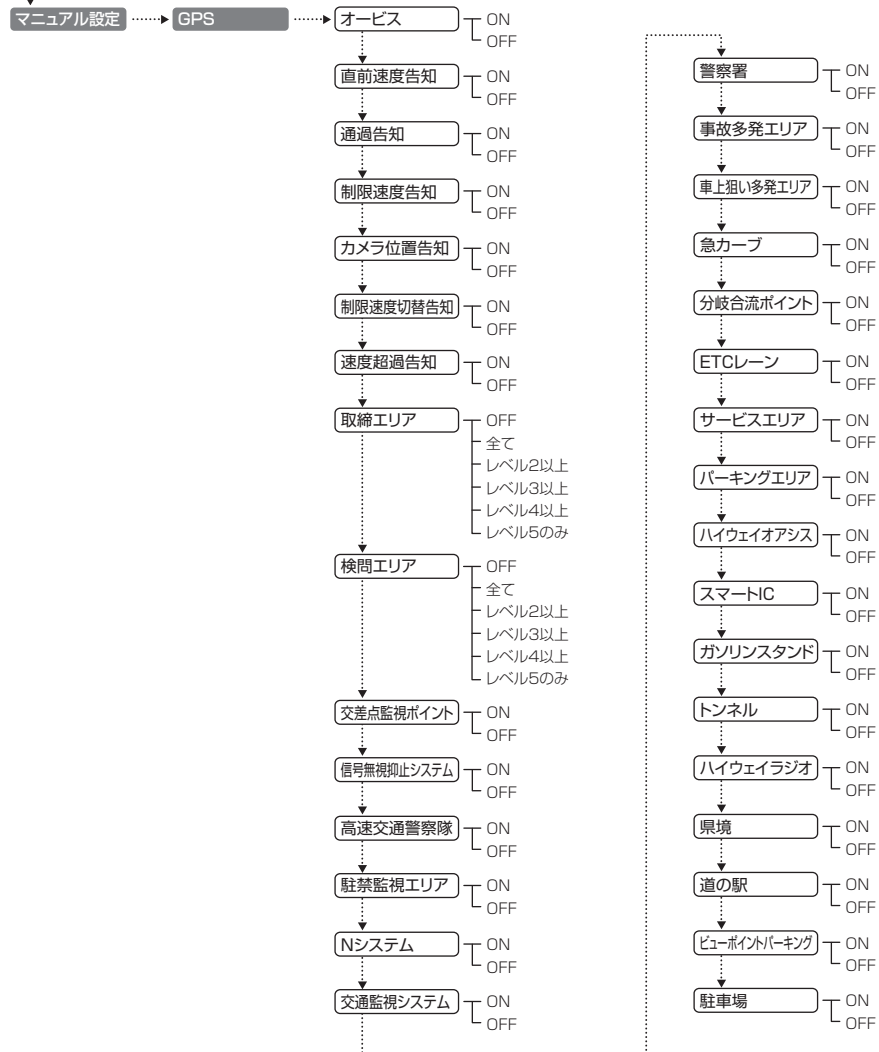 マニュアル設定
GPS
オービス
ON
OFF
直前速度告知
ON
OFF
通過告知
ON
OFF
制限速度告知
ON
OFF
カメラ位置告知
ON
OFF
制限速度切替告知
ON
OFF
速度超過告知
ON
OFF
取締エリア
OFF
全て
レベル2以上
レベル3以上
レベル4以上
レベル5のみ
検問エリア
OFF
全て
レベル2以上
レベル3以上
レベル4以上
レベル5のみ
交差点監視ポイント
ON
OFF
信号無視抑止システム
ON
OFF
高速交通警察隊
ON
OFF
駐禁監視エリア
ON
OFF
Nシステム
ON
OFF
交通監視システム
ON
OFF
警察署
ON
OFF
事故多発エリア
ON
OFF
車上狙い多発エリア
ON
OFF
急カーブ
ON
OFF
分岐合流ポイント
ON
OFF
ETCレーン
ON
OFF
サービスエリア
ON
OFF
パーキングエリア
ON
OFF
ハイウェイオアシス
ON
OFF
スマートIC
ON
OFF
ガソリンスタンド
ON
OFF
トンネル
ON
OFF
ハイウェイラジオ
ON
OFF
県境
ON
OFF
道の駅
ON
OFF
ビューポイントパーキング
ON
OFF
駐車場
ON
OFF